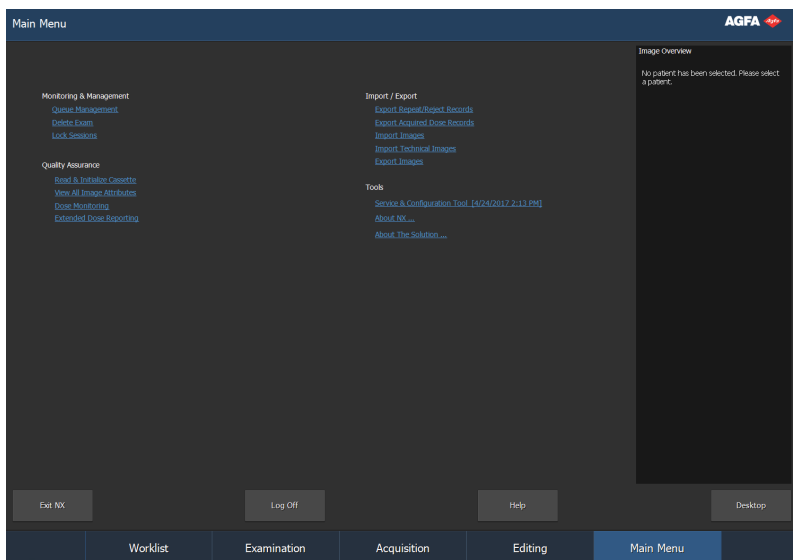 Main Menu
AGFA
Image Overview
No patient has been selected. Please select
a patient.
Monitoring & Management
Queue Management
Delete Exam
Lock Sessions
Quality Assurance
Read & Initialize Cassette
View All Image Attributes
Dose Monitoring
Extended Dose Reporting
Import / Export
Export Repeat/Reject Records
Export Acquired Dose Records
Import Images
Import Technical Images
Export Images
Tools
Service & Configuration Tool [4/24/2017 2:13 PM]
About NX ...
About The Solution ...
Exit NX
Log Off
Help
Desktop
Worklist
Examination
Acquisition
Editing
Main Menu